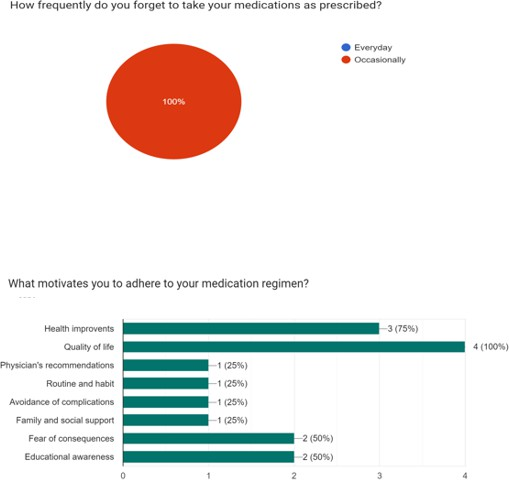 How frequently do you forget to take your medications as prescribed?
Everyday
Occasionally
100%
What motivates you to adhere to your medication regimen?
Health improvents
3 (75%)
Quality of life
4 (100%)
Physician's recommendations
1 (25%)
Routine and habit
1 (25%)
Avoidance of complications
1 (25%)
Family and social support
1 (25%)
Fear of consequences
2 (50%)
Educational awareness
2 (50%)
0 1 2 3 4